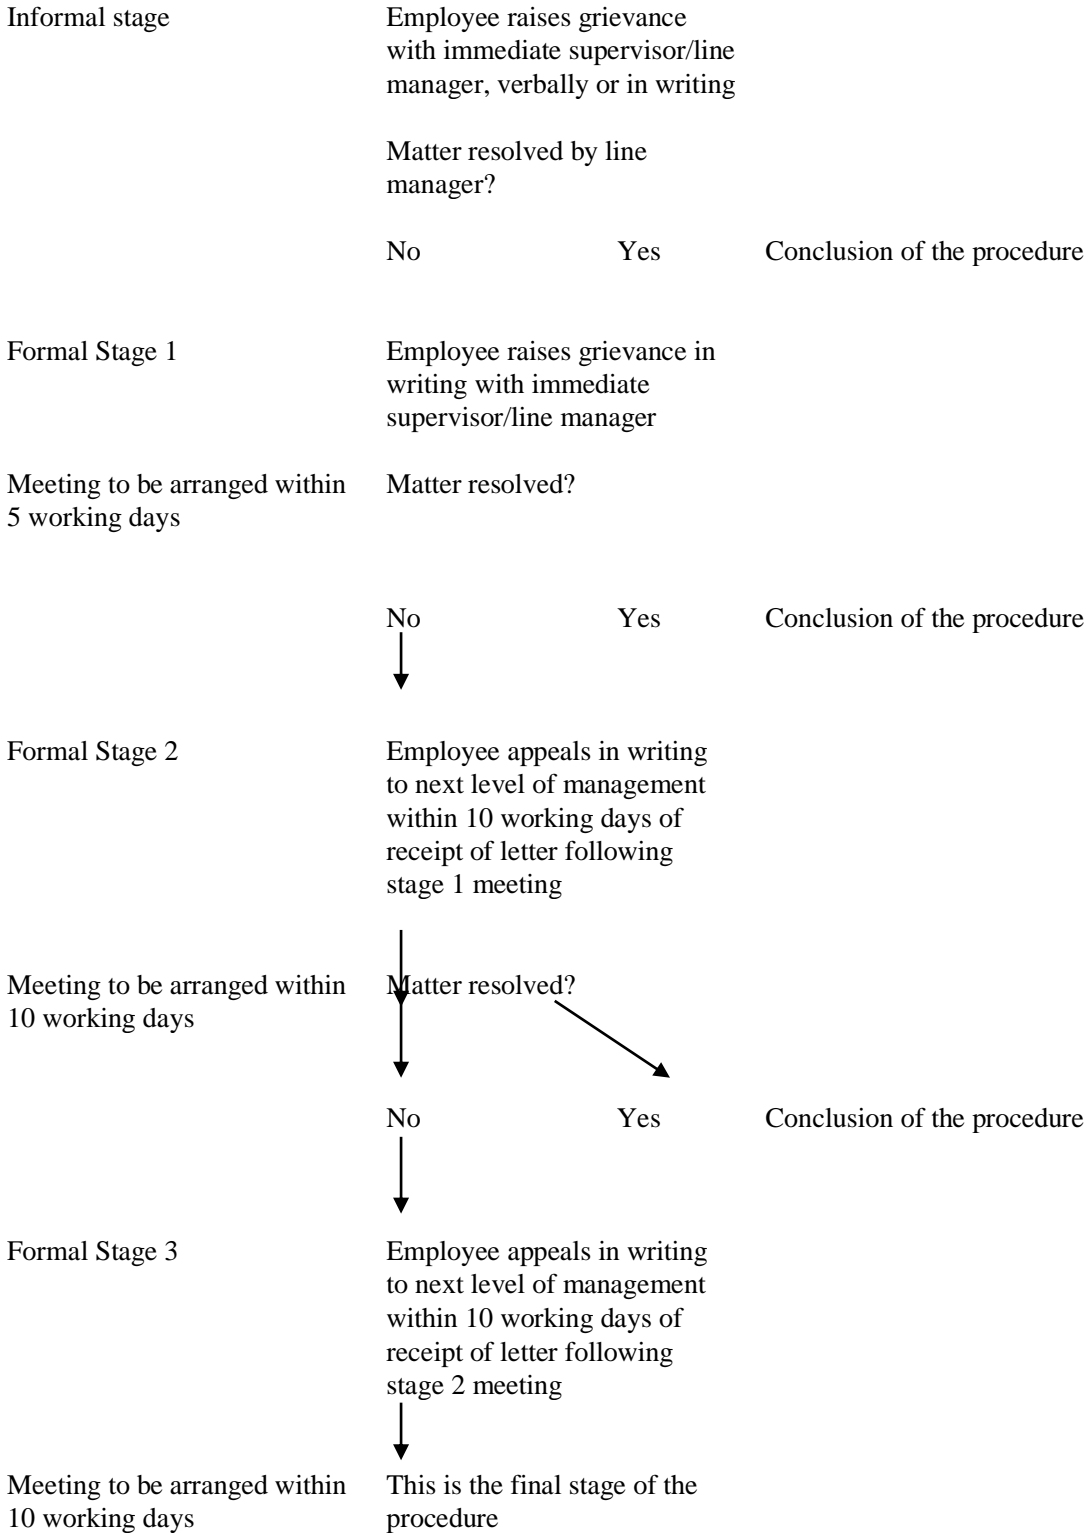 Informal stage
Employee raises grievance
with immediate supervisor/line
manager, verbally or in writing
Matter resolved by line
manager?
No
Yes
Conclusion of the procedure
Formal Stage 1
Employee raises grievance in
writing with immediate
supervisor/line manager
Meeting to be arranged within
5 working days
Matter resolved?
No
Yes
Conclusion of the procedure
Formal Stage 2
Employee appeals in writing
to next level of management
within 10 working days of
receipt of letter following
stage 1 meeting
Meeting to be arranged within
10 working days
Matter resolved?
No
Yes
Conclusion of the procedure
Formal Stage 3
Employee appeals in writing
to next level of management
within 10 working days of
receipt of letter following
stage 2 meeting
Meeting to be arranged within
10 working days
This is the final stage of the
procedure